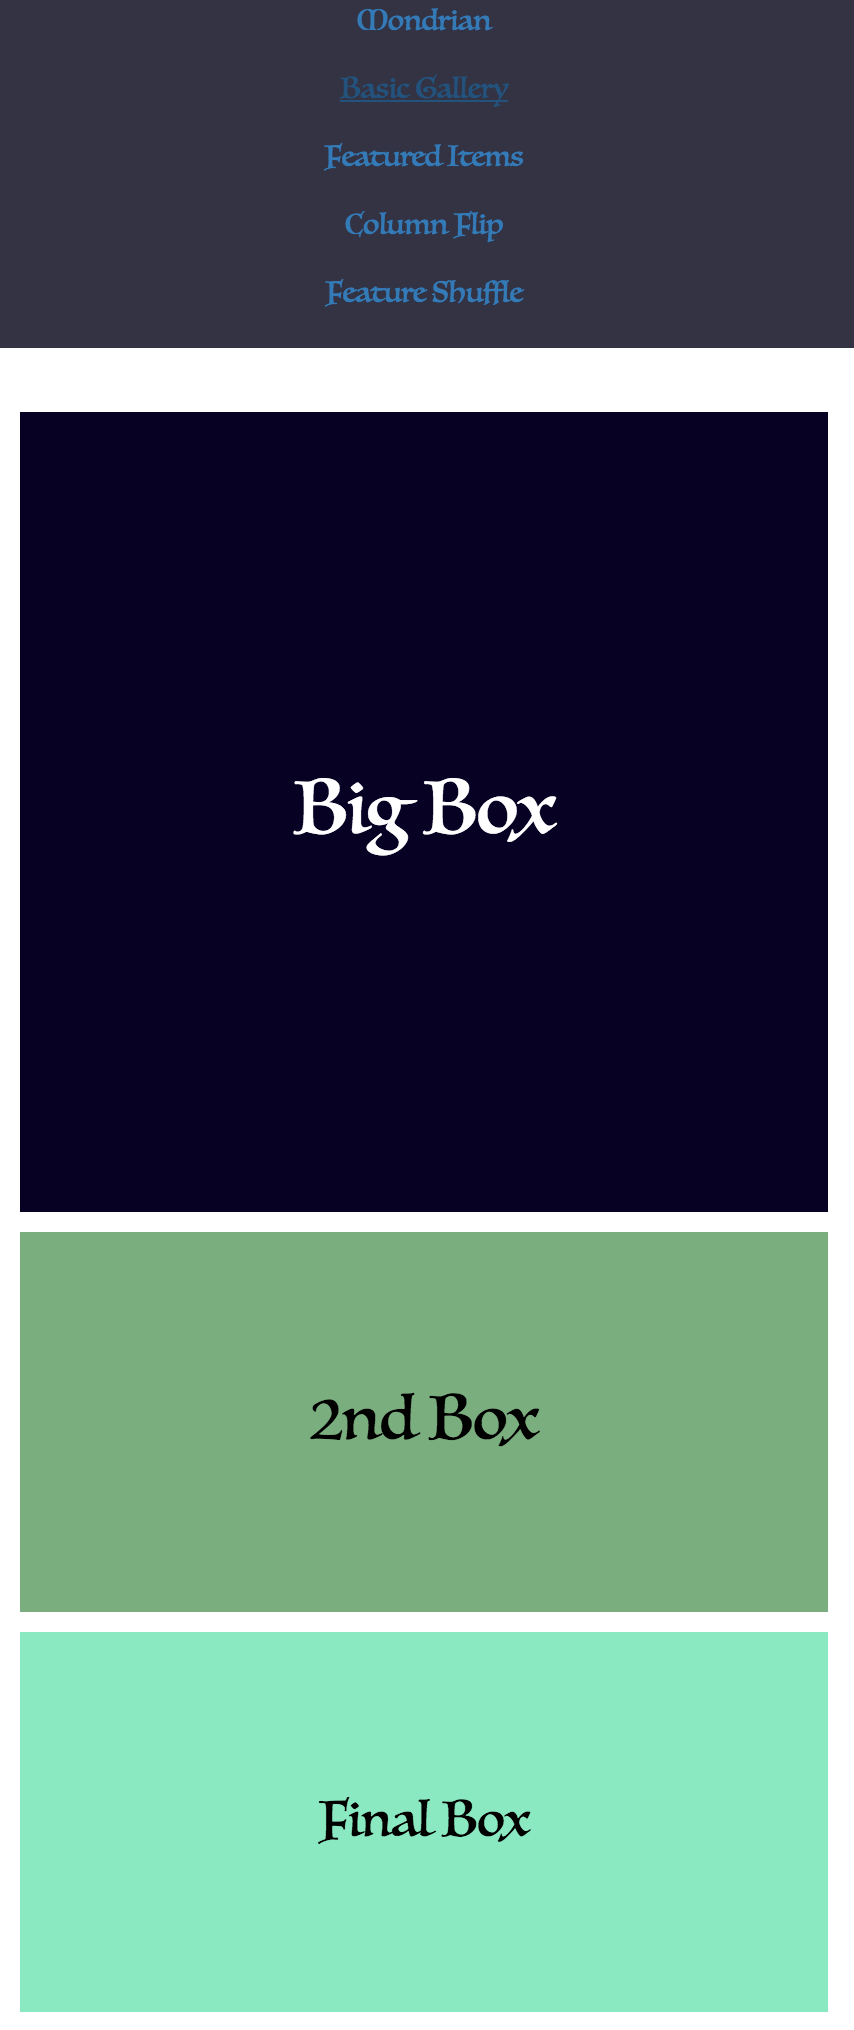 Mondrian
Basic Gallery
Featured Items
Column Flip
Feature Shuffle
Big Box
2nd Box
Final Box